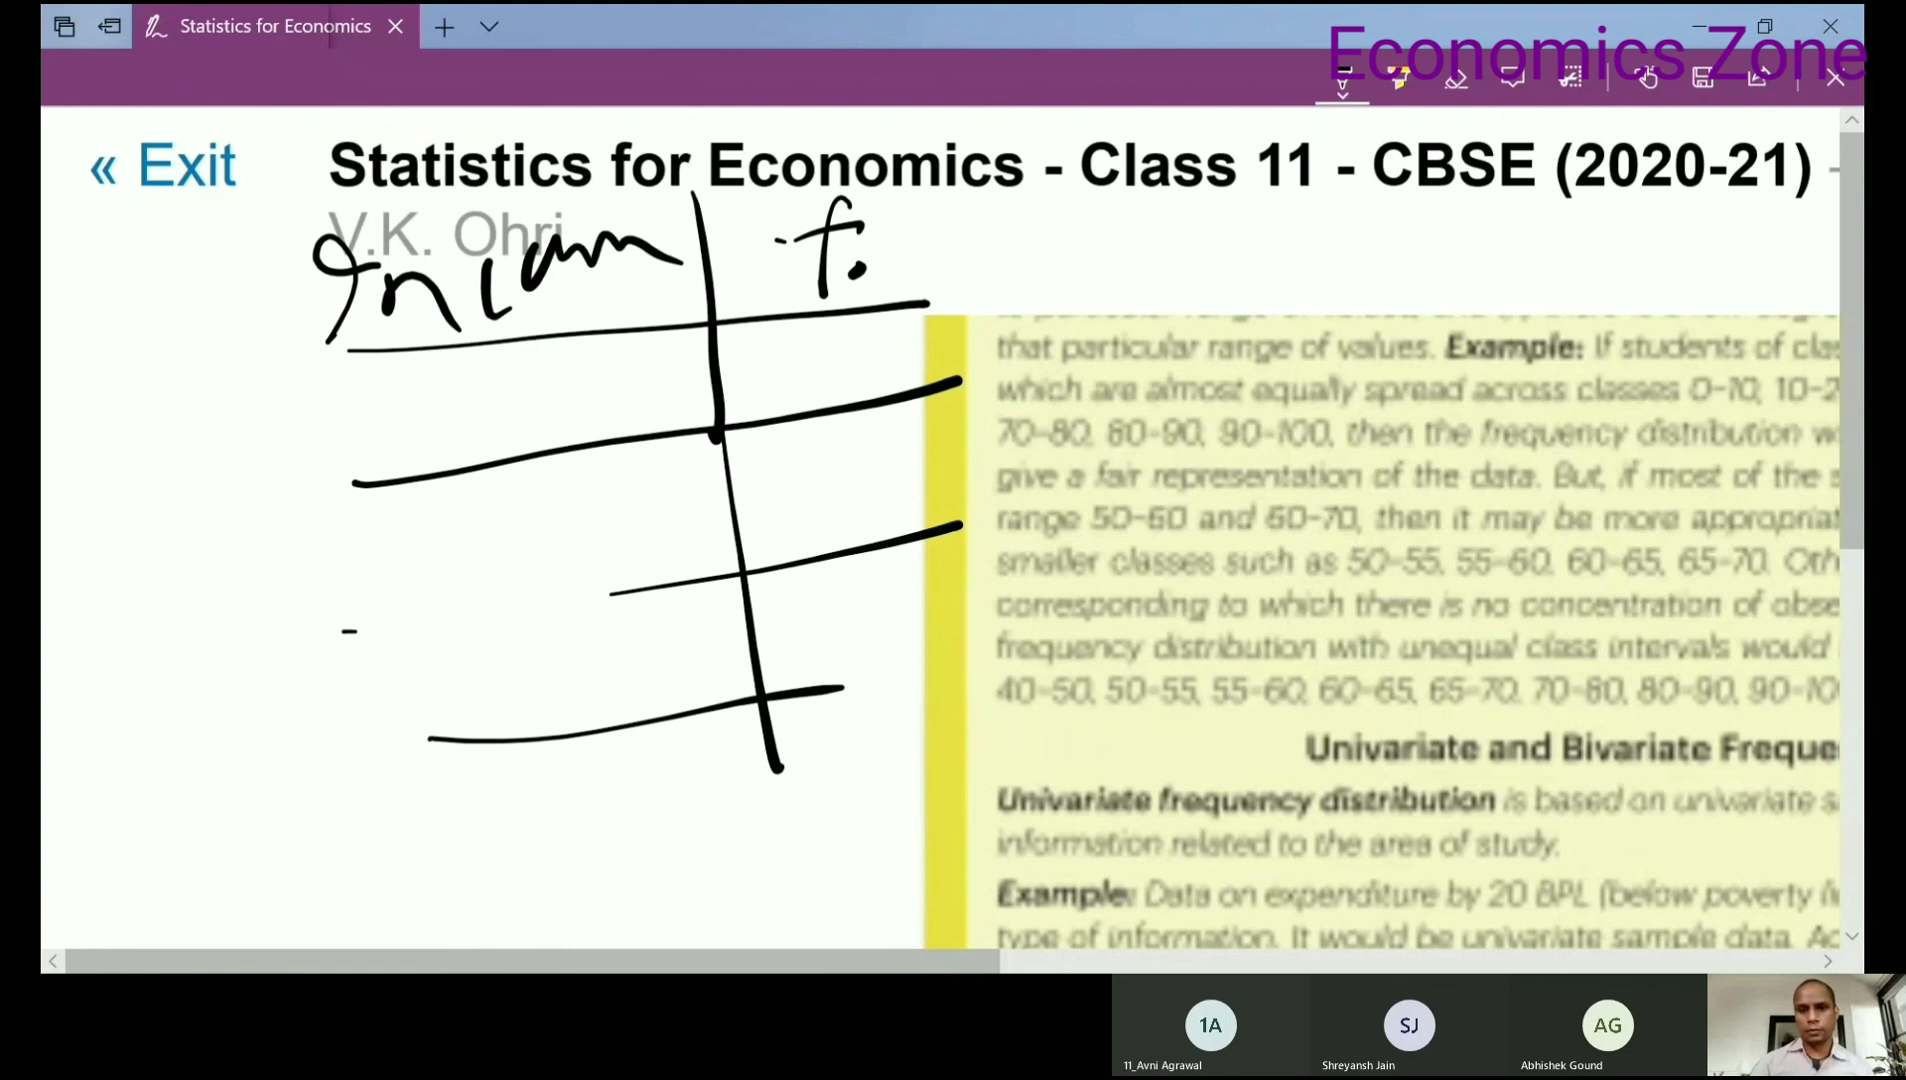 Statistics for Economics
Economics Zone
« Exit
Statistics for Economics - Class 11 - CBSE (2020-21) -
V.K. Ohri
f.
that particular range of values. Example: If students of cla
which are almost equally spread across classes 0–10, 10–2
70–80, 80–90, 90–100, then the frequency distribution w
give a fair representation of the data. But, if most of the s
range 50–60 and 60–70, then it may be more appropriat
smaller classes such as 50–55, 55–60, 60–65, 65–70. Oth
corresponding to which there is no concentration of obse
frequency distribution with unequal class intervals would
40–50, 50–55, 55–60, 60–65, 65–70, 70–80, 80–90, 90–10
Univariate and Bivariate Freque
Univariate frequency distribution is based on univariate s
information related to the area of study.
Example: Data on expenditure by 20 BPL (below poverty li
type of information. It would be univariate sample data. Ac
1A
SJ
AG
11_Avni Agrawal
Shreyansh Jain
Abhishek Gound